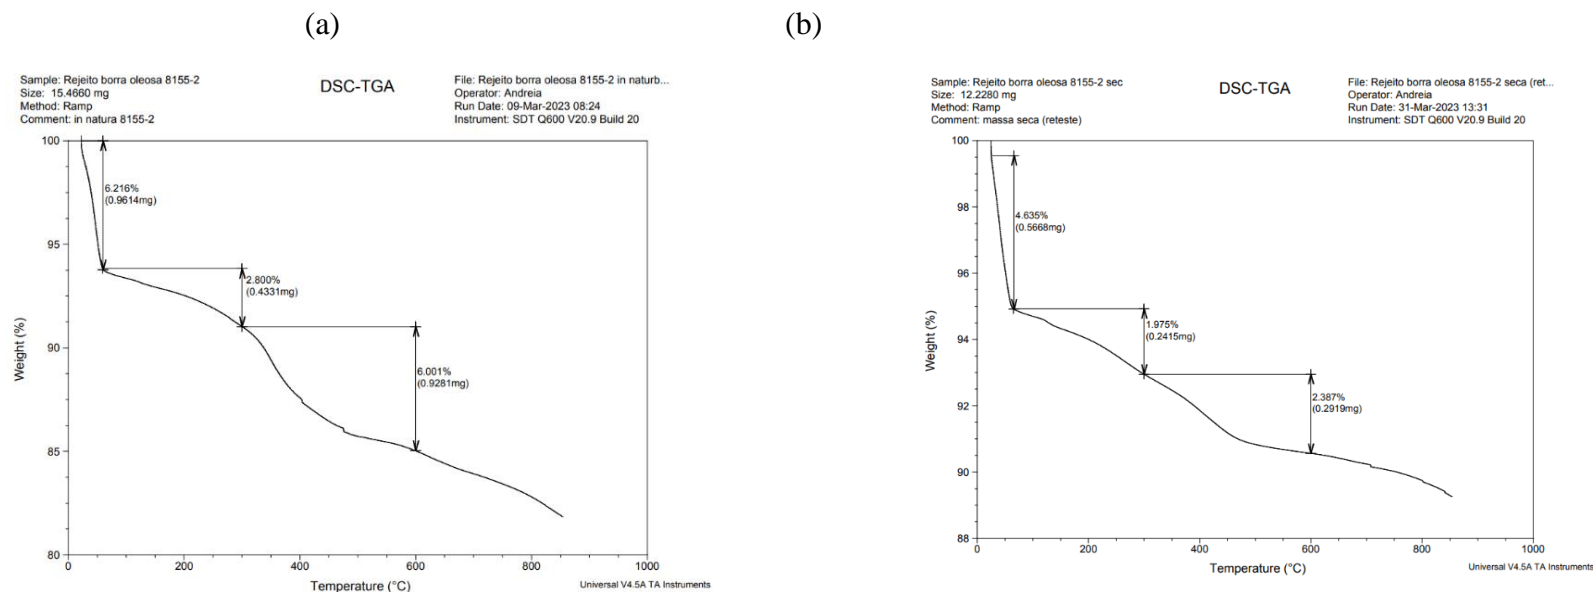 (a)
Sample: Rejeito borra oleosa 8155-2
Size: 15.4660 mg
Method: Ramp
Comment: in natura 8155-2
DSC-TGA
File: Rejeito borra oleosa 8155-2 in naturb...
Operator: Andreia
Run Date: 09-Mar-2023 08:24
Instrument: SDT Q600 V20.9 Build 20
100
95
90
85
80
Weight (%)
6.216%
(0.9614mg)
2.800%
(0.4331mg)
6.001%
(0.9281mg)
0
200
400
600
800
1000
Temperature (°C)
Universal V4.5A TA Instruments
(b)
Sample: Rejeito borra oleosa 8155-2 sec
Size: 12.2280 mg
Method: Ramp
Comment: massa seca (reteste)
DSC-TGA
File: Rejeito borra oleosa 8155-2 seca (ret...
Operator: Andreia
Run Date: 31-Mar-2023 13:31
Instrument: SDT Q600 V20.9 Build 20
100
98
96
94
92
90
88
Weight (%)
4.635%
(0.5668mg)
1.975%
(0.2415mg)
2.387%
(0.2919mg)
0
200
400
600
800
1000
Temperature (°C)
Universal V4.5A TA Instruments